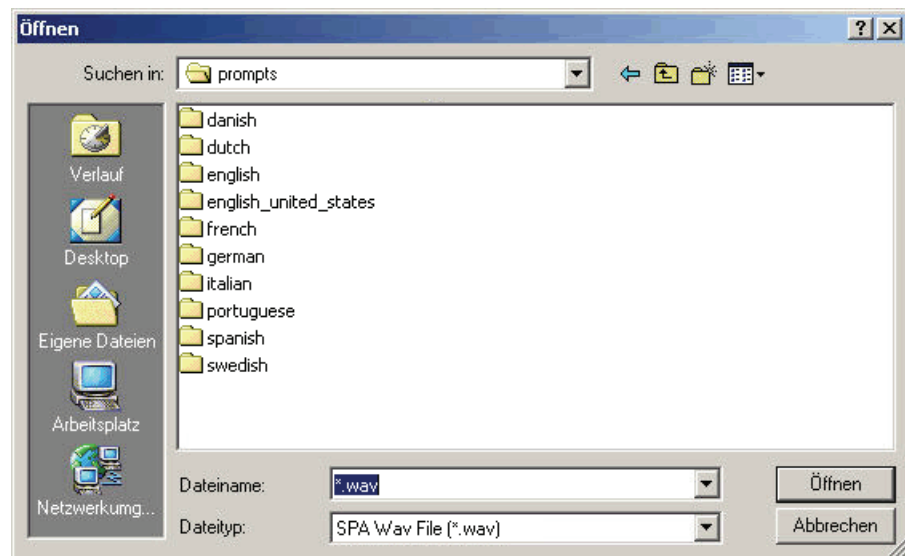 Öffnen
Suchen in: prompts
Verlauf
Desktop
Eigene Dateien
Arbeitsplatz
Netzwerkumg...
danish
dutch
english
english_united_states
french
german
italian
portuguese
spanish
swedish
Dateiname: *.wav Öffnen
Dateityp: SPA Wav File (*.wav) Abbrechen